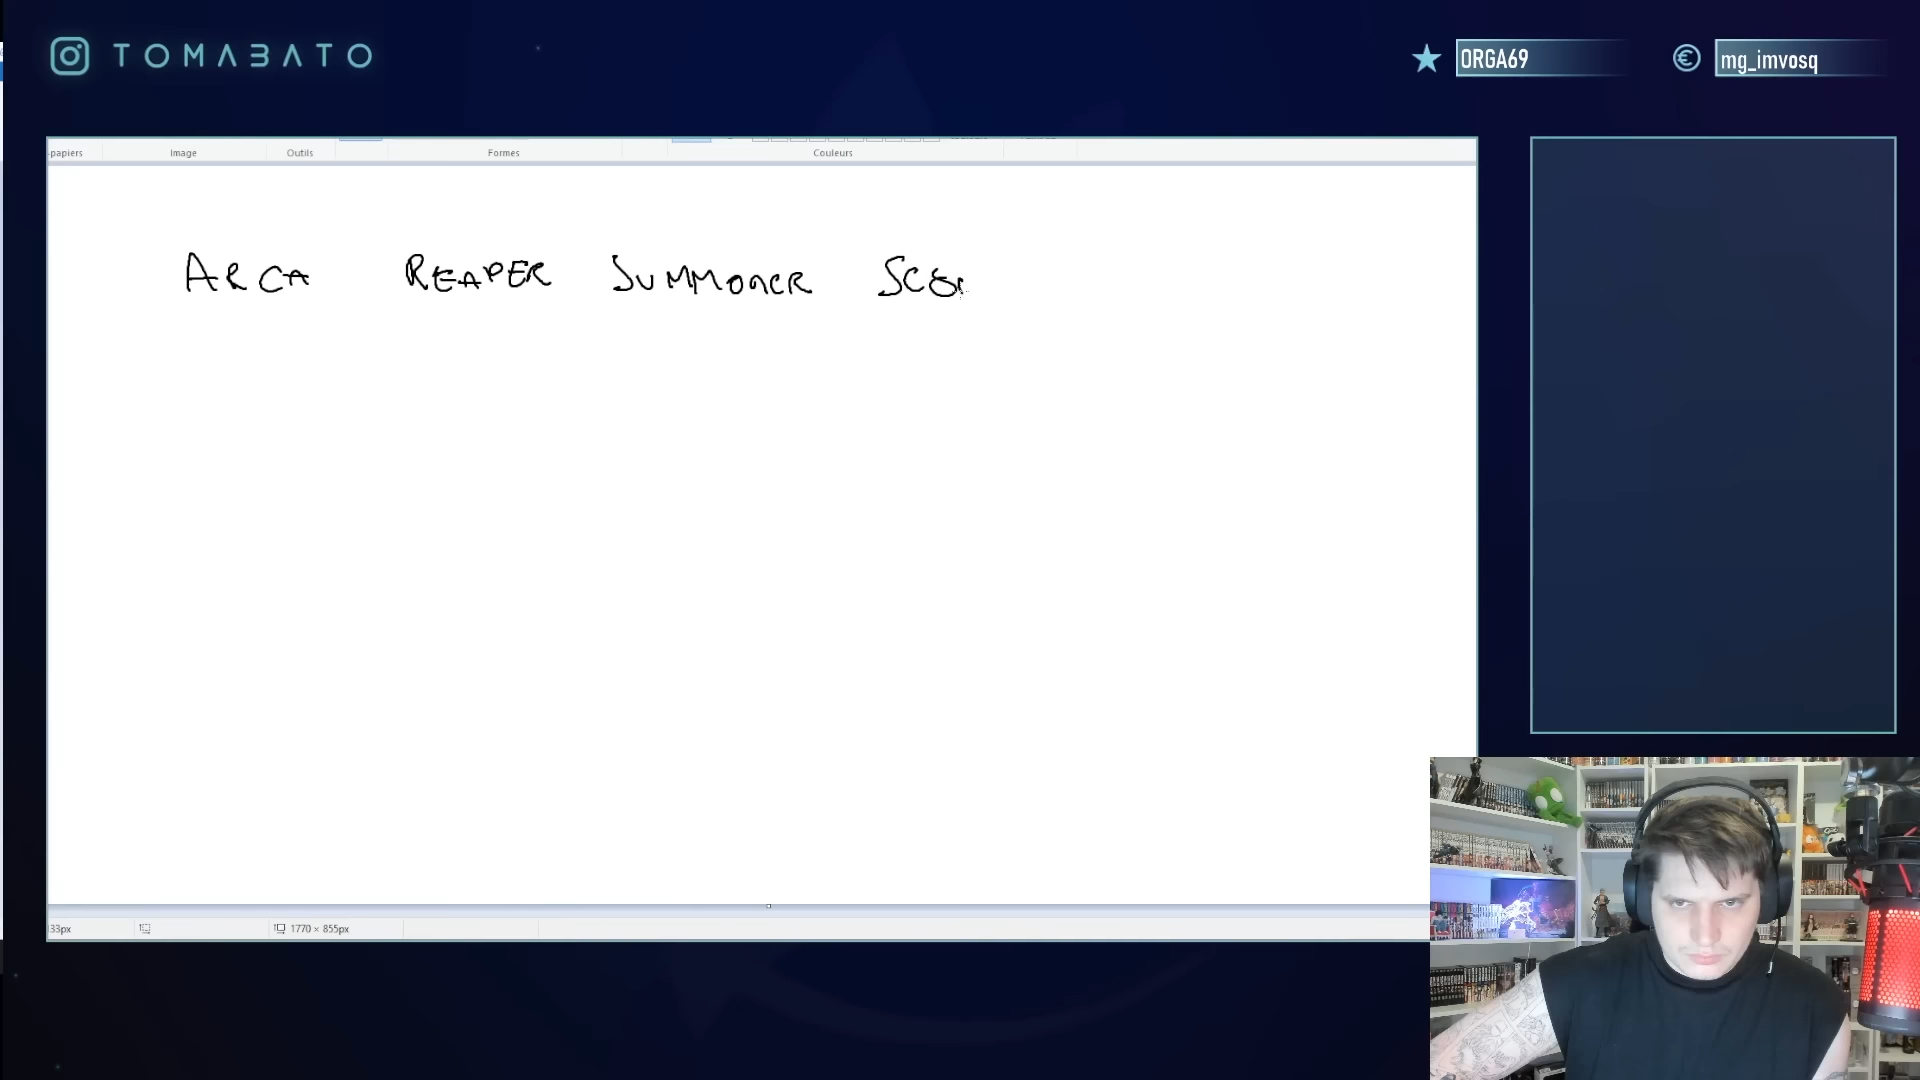 TOMABATO
ORGA69
mg_imvosq
-papiers Image Outils Formes Couleurs
ARCA REAPER SUMMONER
33px 1770 × 855px